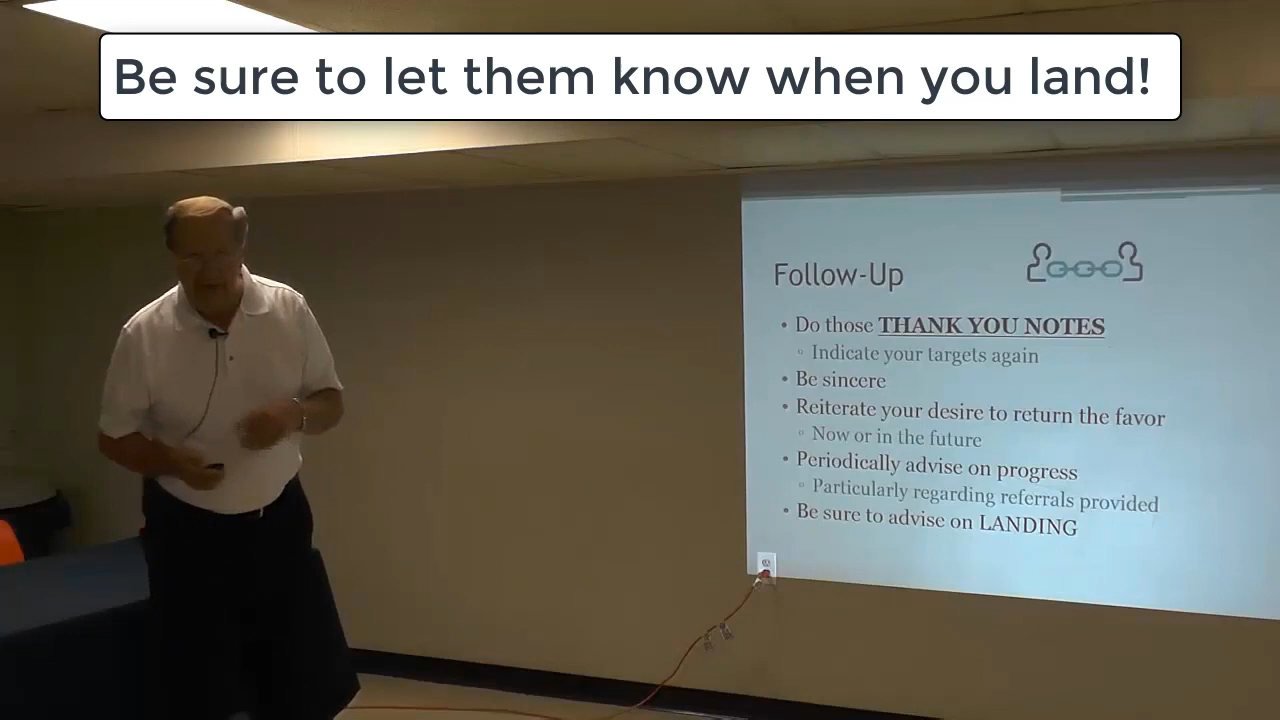 Be sure to let them know when you land!
Follow-Up
• Do those THANK YOU NOTES
▫ Indicate your targets again
• Be sincere
• Reiterate your desire to return the favor
▫ Now or in the future
• Periodically advise on progress
▫ Particularly regarding referrals provided
• Be sure to advise on LANDING